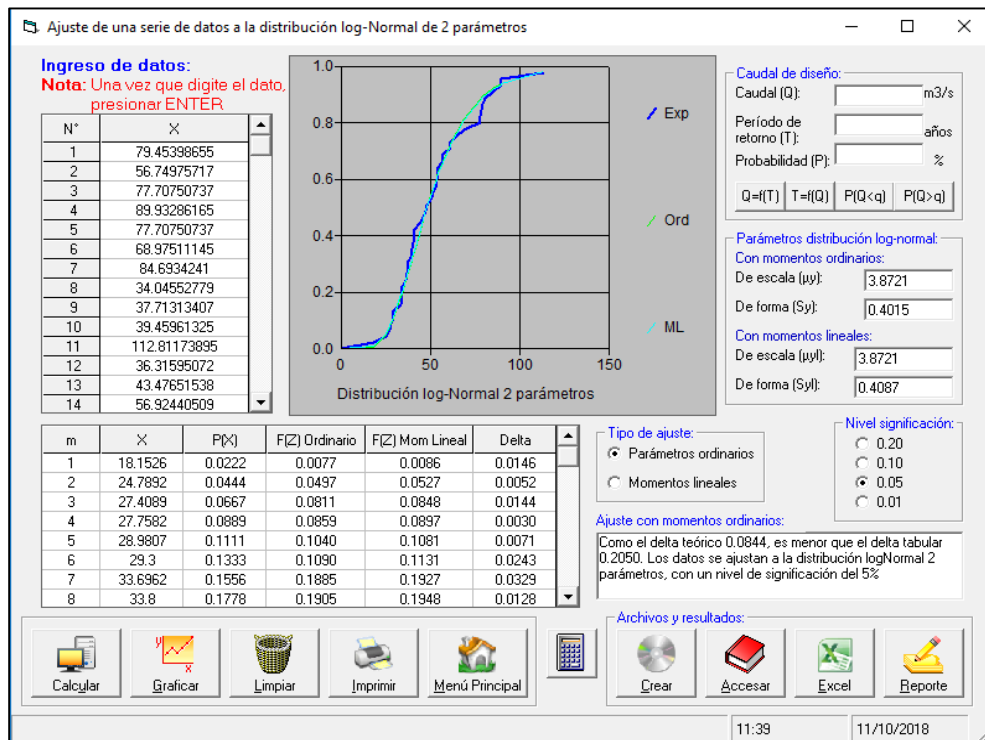 Ajuste de una serie de datos a la distribución log-Normal de 2 parámetros
Ingreso de datos:
Nota: Una vez que digite el dato,
presionar ENTER
N° X
1 79.45398655
2 56.74975717
3 77.70750737
4 89.93286165
5 77.70750737
6 68.97511145
7 84.6934241
8 34.04552779
9 37.71313407
10 39.45961325
11 112.81173895
12 36.31595072
13 43.47651538
14 56.92440509
1.0
0.8
0.6
0.4
0.2
0.0
0 50 100 150
Distribución log-Normal 2 parámetros
Exp
Ord
ML
Caudal de diseño:
Caudal (Q): m3/s
Período de
retorno (T): años
Probabilidad (P): %
Q=f(T) T=f(Q) P(Q<q) P(Q>q)
Parámetros distribución log-normal:
Con momentos ordinarios:
De escala (µy): 3.8721
De forma (Sy) 0.4015
Con momentos lineales:
De escala (µyl): 3.8721
De forma (Syl): 0.4087
m X P(X) F(Z) Ordinario F(Z) Mom Lineal Delta
1 18.1526 0.0222 0.0077 0.0086 0.0146
2 24.7892 0.0444 0.0497 0.0527 0.0052
3 27.4089 0.0667 0.0811 0.0848 0.0144
4 27.7582 0.0889 0.0859 0.0897 0.0030
5 28.9807 0.1111 0.1040 0.1081 0.0071
6 29.3 0.1333 0.1090 0.1131 0.0243
7 33.6962 0.1556 0.1885 0.1927 0.0329
8 33.8 0.1778 0.1905 0.1948 0.0128
Tipo de ajuste:
Parámetros ordinarios
Momentos lineales
Nivel significación:
0.20
0.10
0.05
0.01
Ajuste con momentos ordinarios:
Como el delta teórico 0.0844, es menor que el delta tabular
0.2050. Los datos se ajustan a la distribución logNormal 2
parámetros, con un nivel de significación del 5%
Calcular Graficar Limpiar Imprimir Menú Principal
Archivos y resultados:
Crear Accesar Excel Reporte
11:39 11/10/2018